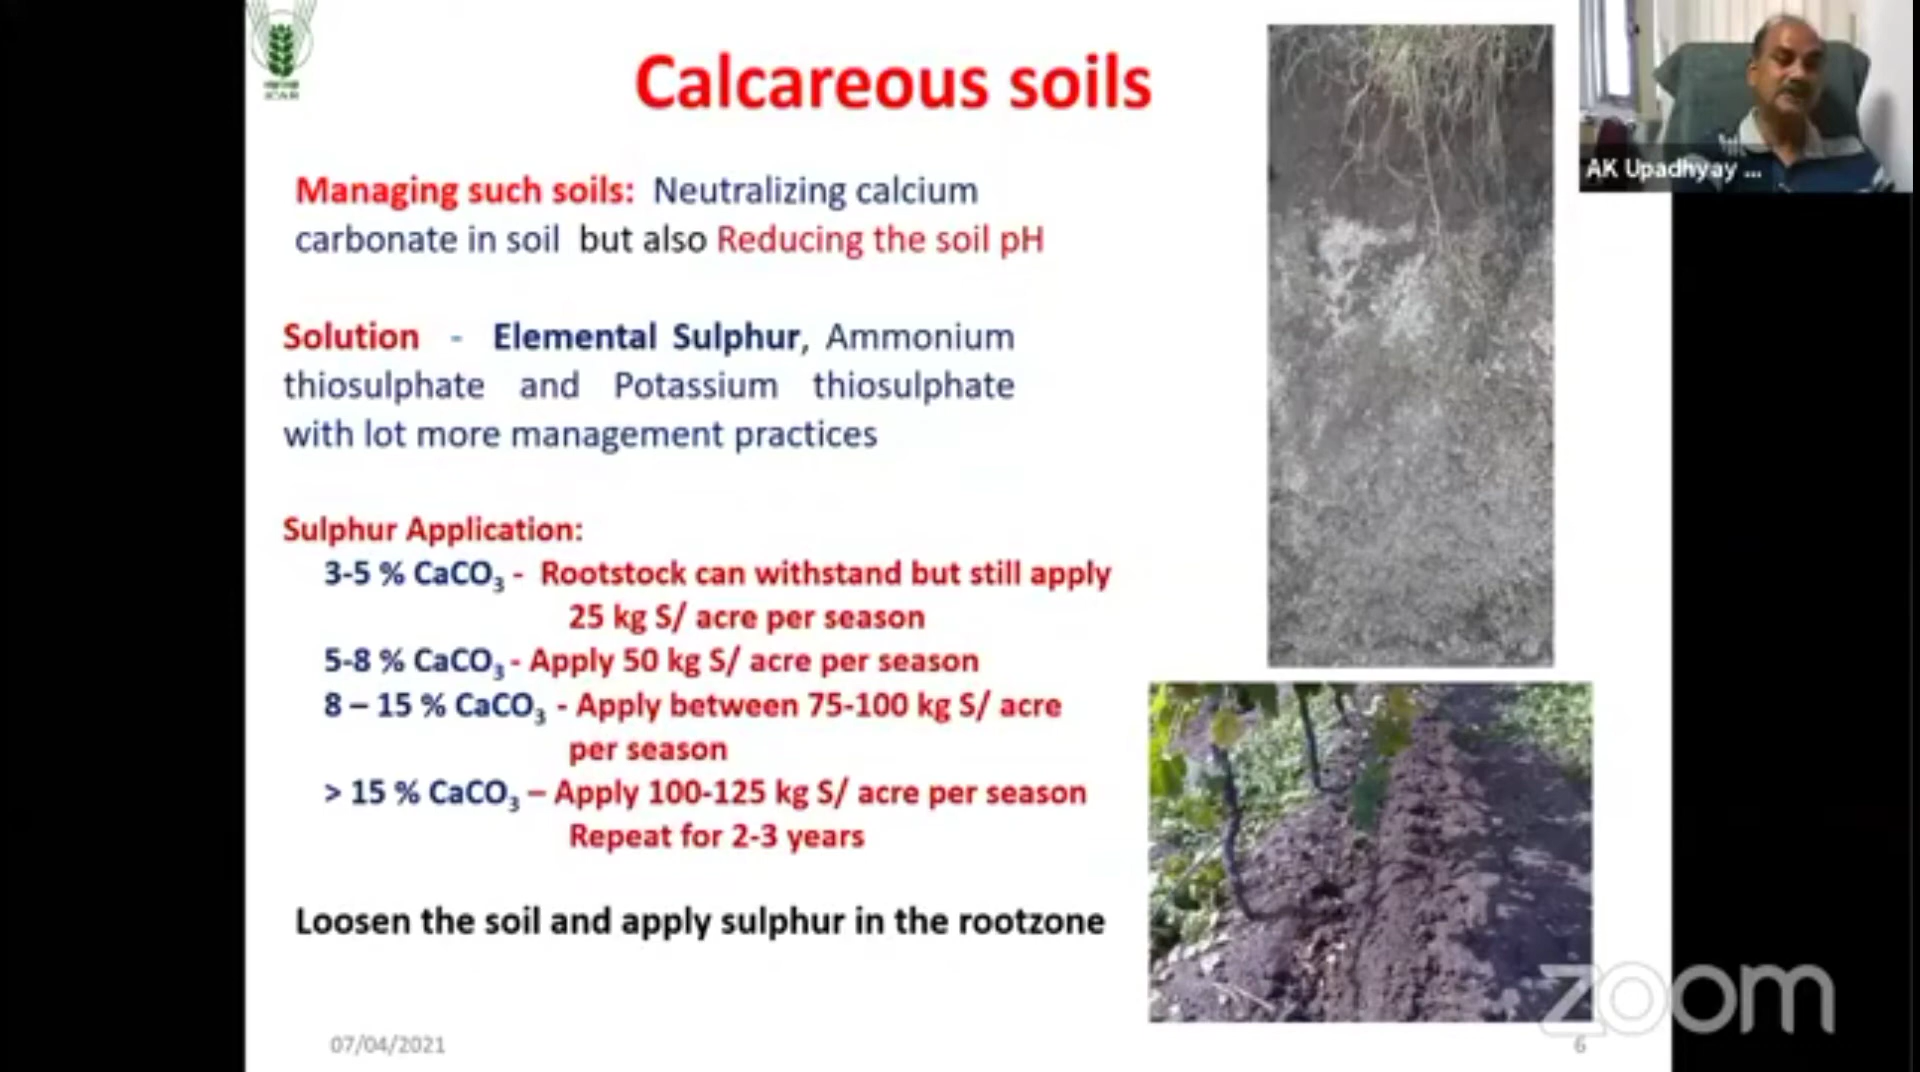 ICAR
Calcareous soils
AK Upadhyay ...
Managing such soils: Neutralizing calcium
carbonate in soil but also Reducing the soil pH
Solution - Elemental Sulphur, Ammonium
thiosulphate and Potassium thiosulphate
with lot more management practices
Sulphur Application:
3-5 % CaCO₃ - Rootstock can withstand but still apply
25 kg S/ acre per season
5-8 % CaCO₃ - Apply 50 kg S/ acre per season
8 – 15 % CaCO₃ - Apply between 75-100 kg S/ acre
per season
> 15 % CaCO₃ – Apply 100-125 kg S/ acre per season
Repeat for 2-3 years
Loosen the soil and apply sulphur in the rootzone
zoom
07/04/2021
6